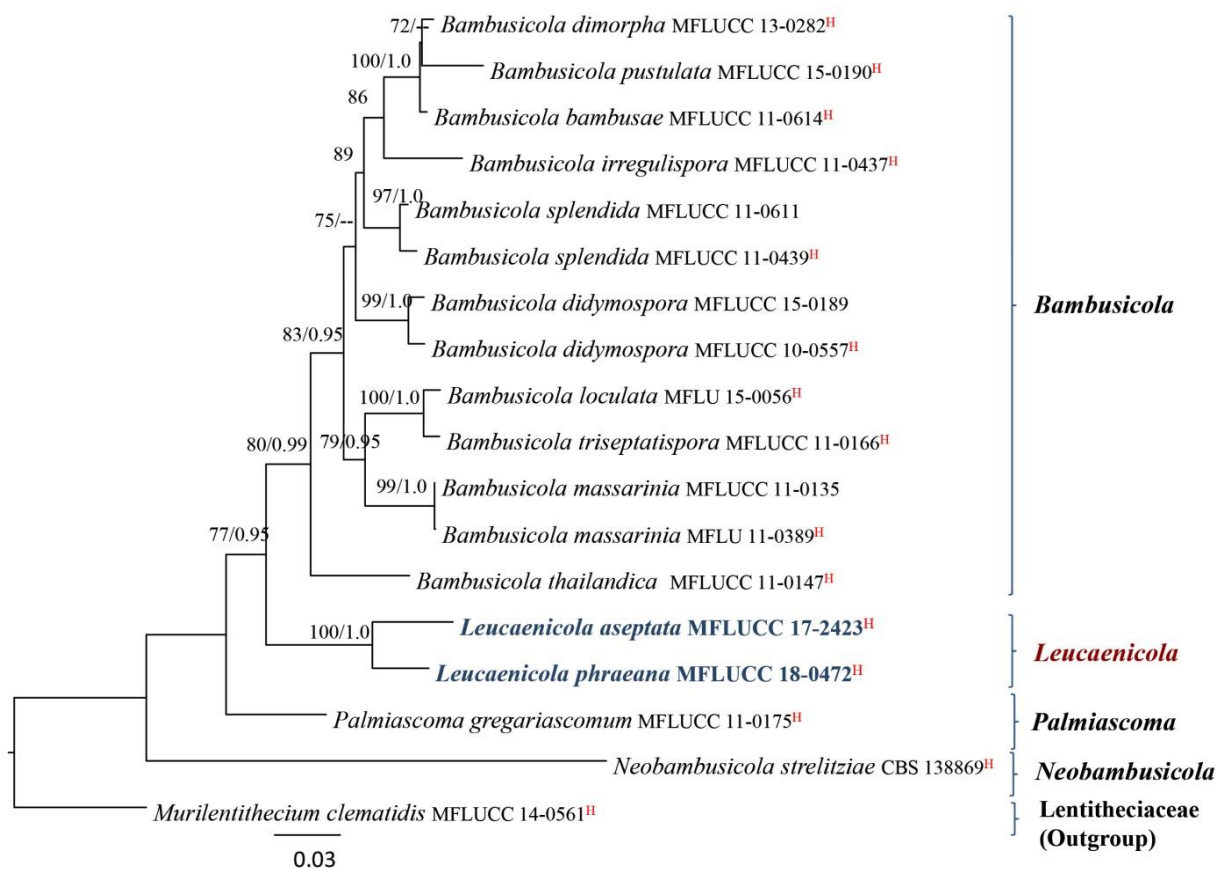 72/--
Bambusicola dimorpha MFLUCC 13-0282H
100/1.0
Bambusicola pustulata MFLUCC 15-0190H
86
Bambusicola bambusae MFLUCC 11-0614H
89
Bambusicola irregulispora MFLUCC 11-0437H
97/1.0
Bambusicola splendida MFLUCC 11-0611
75/--
Bambusicola splendida MFLUCC 11-0439H
99/1.0
Bambusicola didymospora MFLUCC 15-0189
Bambusicola
83/0.95
Bambusicola didymospora MFLUCC 10-0557H
100/1.0
Bambusicola loculata MFLU 15-0056H
80/0.99
79/0.95
Bambusicola triseptatispora MFLUCC 11-0166H
99/1.0
Bambusicola massarinia MFLUCC 11-0135
77/0.95
Bambusicola massarinia MFLU 11-0389H
Bambusicola thailandica MFLUCC 11-0147H
100/1.0
Leucaenicola aseptata MFLUCC 17-2423H
Leucaenicola
Leucaenicola phraeana MFLUCC 18-0472H
Palmiascoma gregariascomum MFLUCC 11-0175H
Palmiascoma
Neobambusicola strelitziae CBS 138869H
Neobambusicola
Murilentithecium clematidis MFLUCC 14-0561H
Lentitheciaceae
(Outgroup)
0.03